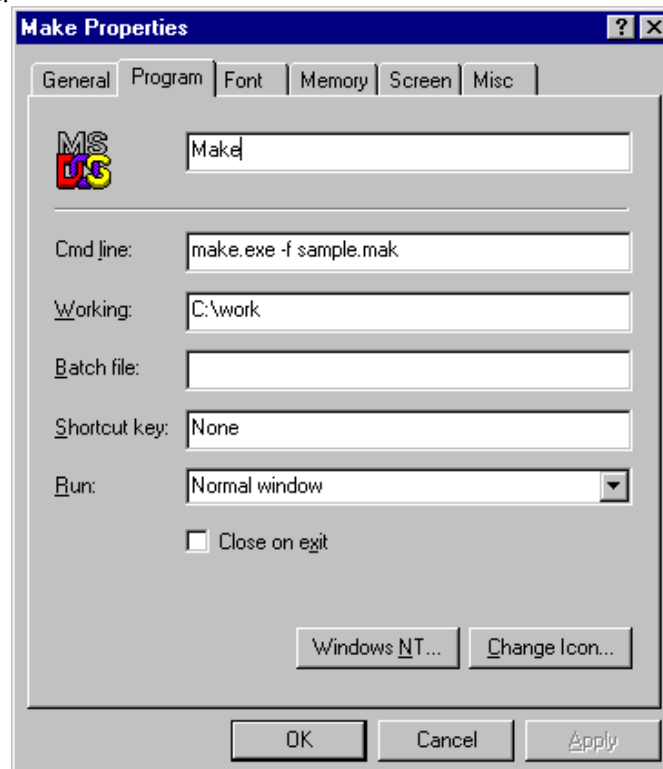 Make Properties
General Program Font Memory Screen Misc
MS DOS Make
Cmd line: make.exe -f sample.mak
Working: C:\work
Batch file:
Shortcut key: None
Run: Normal window
Close on exit
Windows NT... Change Icon...
OK Cancel Apply